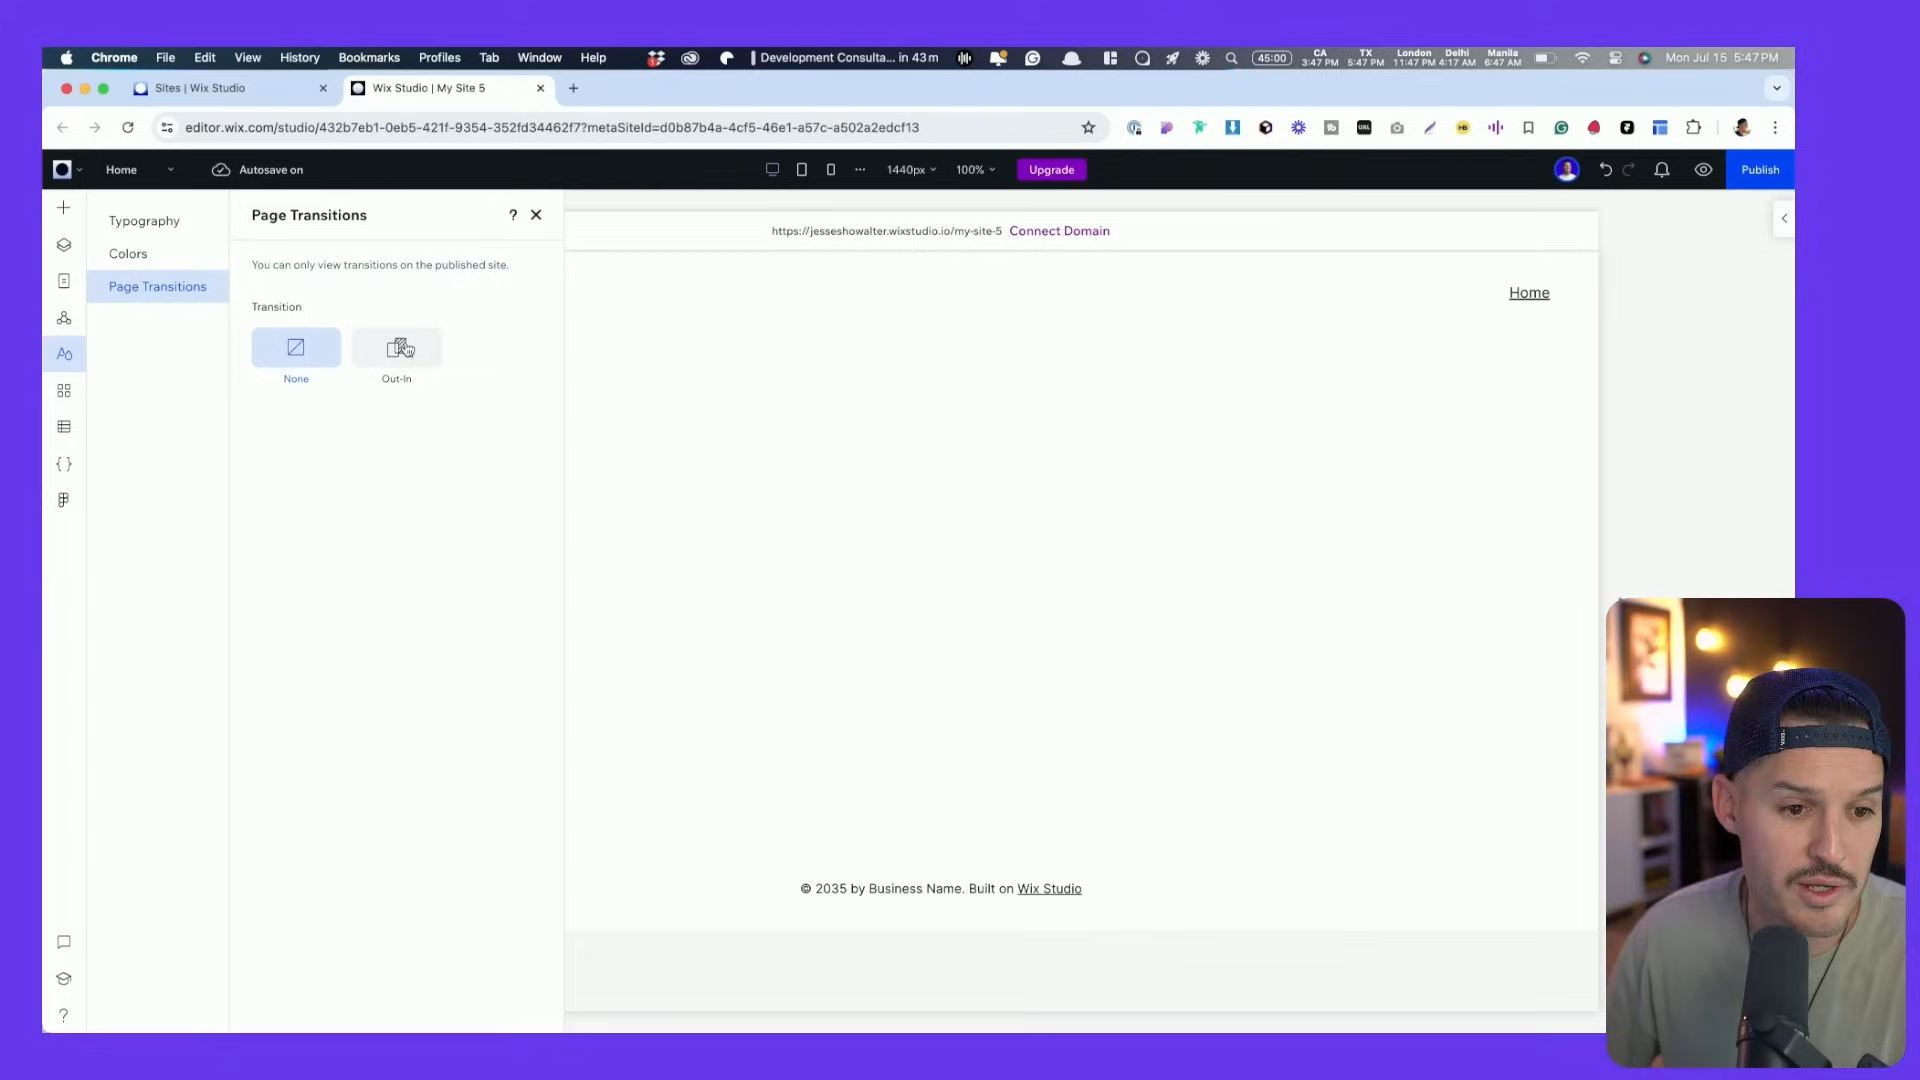 Chrome File Edit View History Bookmarks Profiles Tab Window Help
Development Consulta... in 43 m
45:00
CA
3:47 PM
TX
5:47 PM
London
11:47 PM
Delhi
4:17 AM
Manila
6:47 AM
Mon Jul 15 5:47 PM
Sites | Wix Studio
Wix Studio | My Site 5
editor.wix.com/studio/432b7eb1-0eb5-421f-9354-352fd34462f7?metaSiteId=d0b87b4a-4cf5-46e1-a57c-a502a2edcf13
Home
Autosave on
1440px
100%
Upgrade
Publish
Typography
Colors
Page Transitions
Page Transitions
?
You can only view transitions on the published site.
Transition
None
Out-In
https://jesseshowalter.wixstudio.io/my-site-5 Connect Domain
Home
© 2035 by Business Name. Built on Wix Studio
?